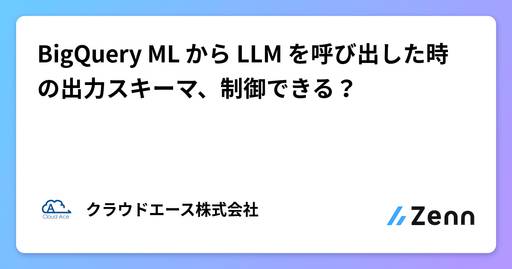 BigQuery ML から LLM を呼び出した時
の出力スキーマ、制御できる？
Cloud Ace
クラウドエース株式会社
Zenn